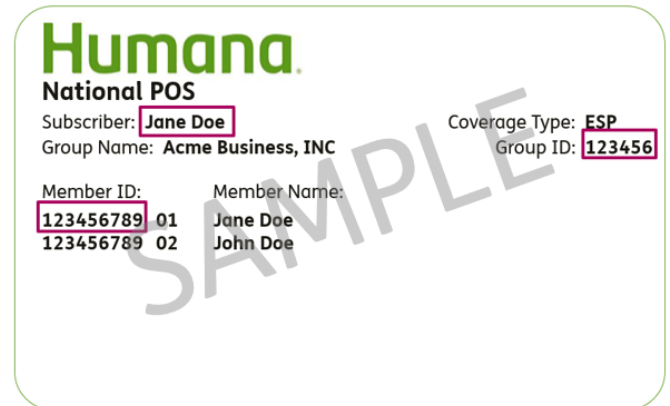 Humana
National POS
Subscriber: Jane Doe
Coverage Type: ESP
Group Name: Acme Business, INC
Group ID: 123456
Member ID: Member Name:
123456789 01 Jane Doe
123456789 02 John Doe
SAMPLE